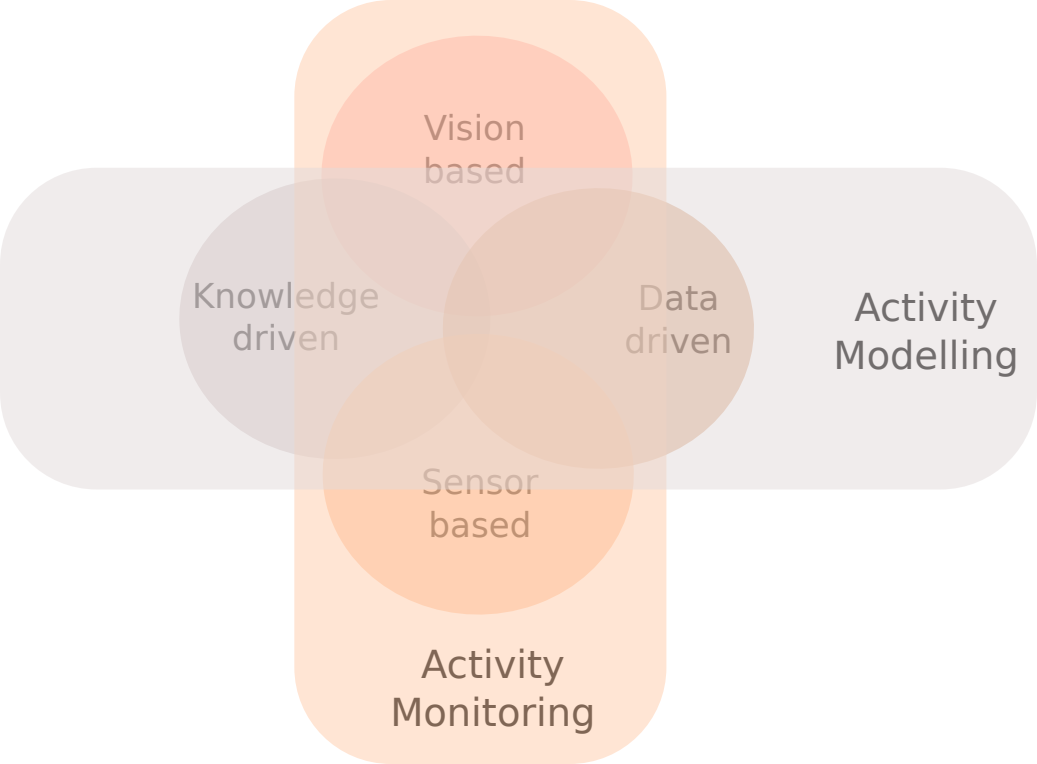 Vision
based
Knowledge
driven
Data
driven
Activity
Modelling
Sensor
based
Activity
Monitoring